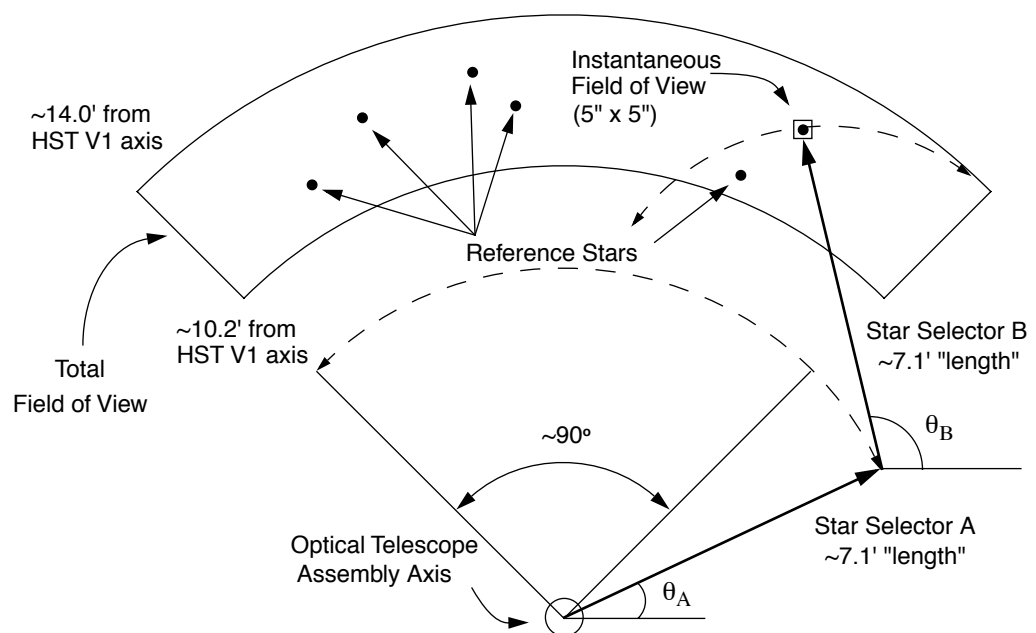 Instantaneous
Field of View
(5" x 5")
~14.0' from
HST V1 axis
Reference Stars
~10.2' from
HST V1 axis
Star Selector B
~7.1' "length"
Total
Field of View
~90º
θB
Star Selector A
~7.1' "length"
Optical Telescope
Assembly Axis
θA